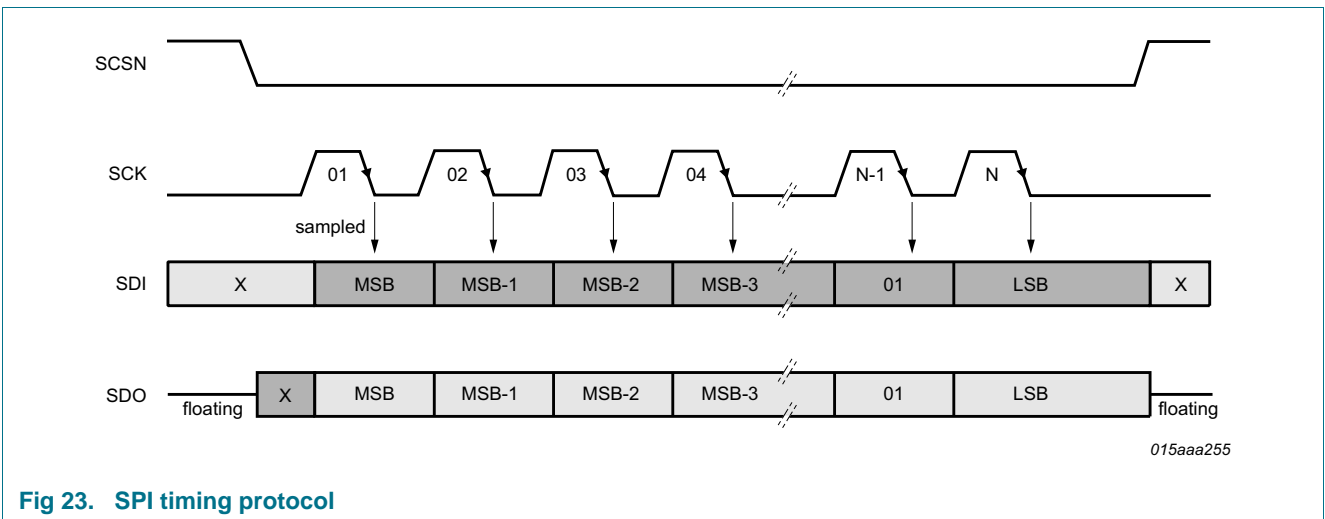 SCSN
SCK
01 02 03 04 N-1 N
sampled
SDI
X MSB MSB-1 MSB-2 MSB-3 01 LSB X
SDO
floating X MSB MSB-1 MSB-2 MSB-3 01 LSB floating
015aaa255
Fig 23. SPI timing protocol